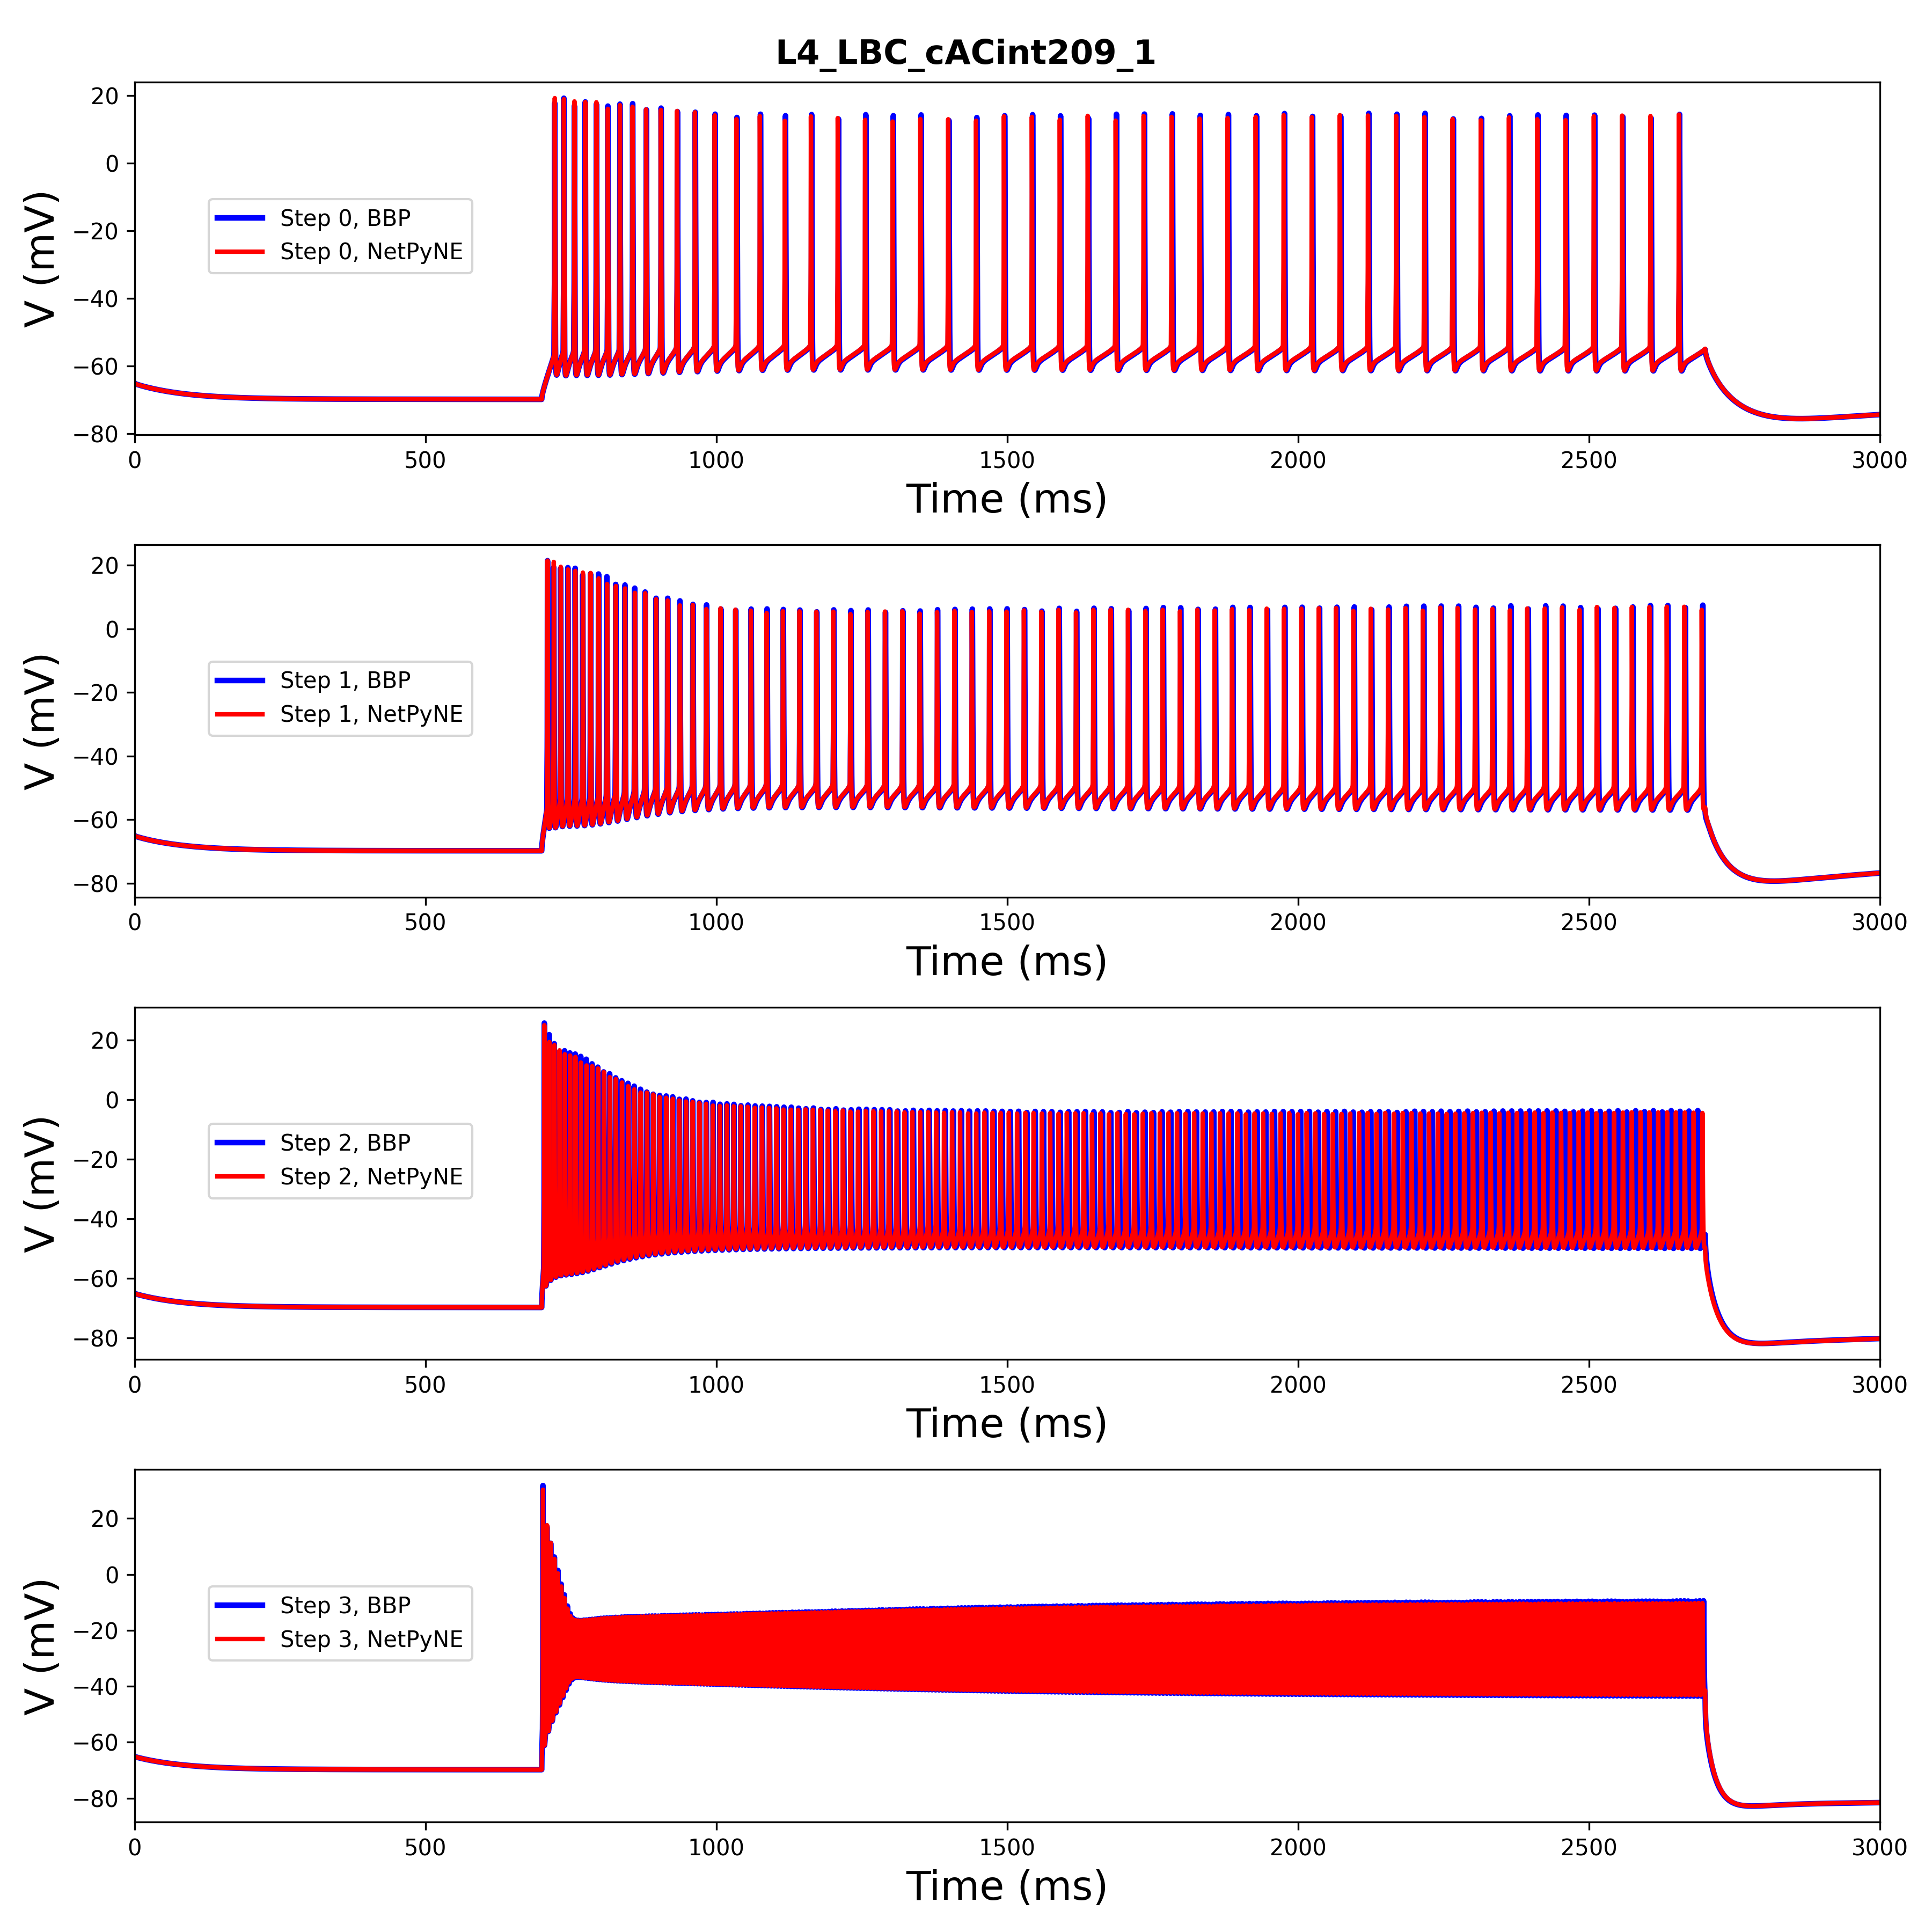 L4_LBC_cACint209_1
20
0
−20
−40
−60
−80
V (mV)
Step 0, BBP
Step 0, NetPyNE
0 500 1000 1500 2000 2500 3000
Time (ms)
20
0
−20
−40
−60
−80
V (mV)
Step 1, BBP
Step 1, NetPyNE
0 500 1000 1500 2000 2500 3000
Time (ms)
20
0
−20
−40
−60
−80
V (mV)
Step 2, BBP
Step 2, NetPyNE
0 500 1000 1500 2000 2500 3000
Time (ms)
20
0
−20
−40
−60
−80
V (mV)
Step 3, BBP
Step 3, NetPyNE
0 500 1000 1500 2000 2500 3000
Time (ms)